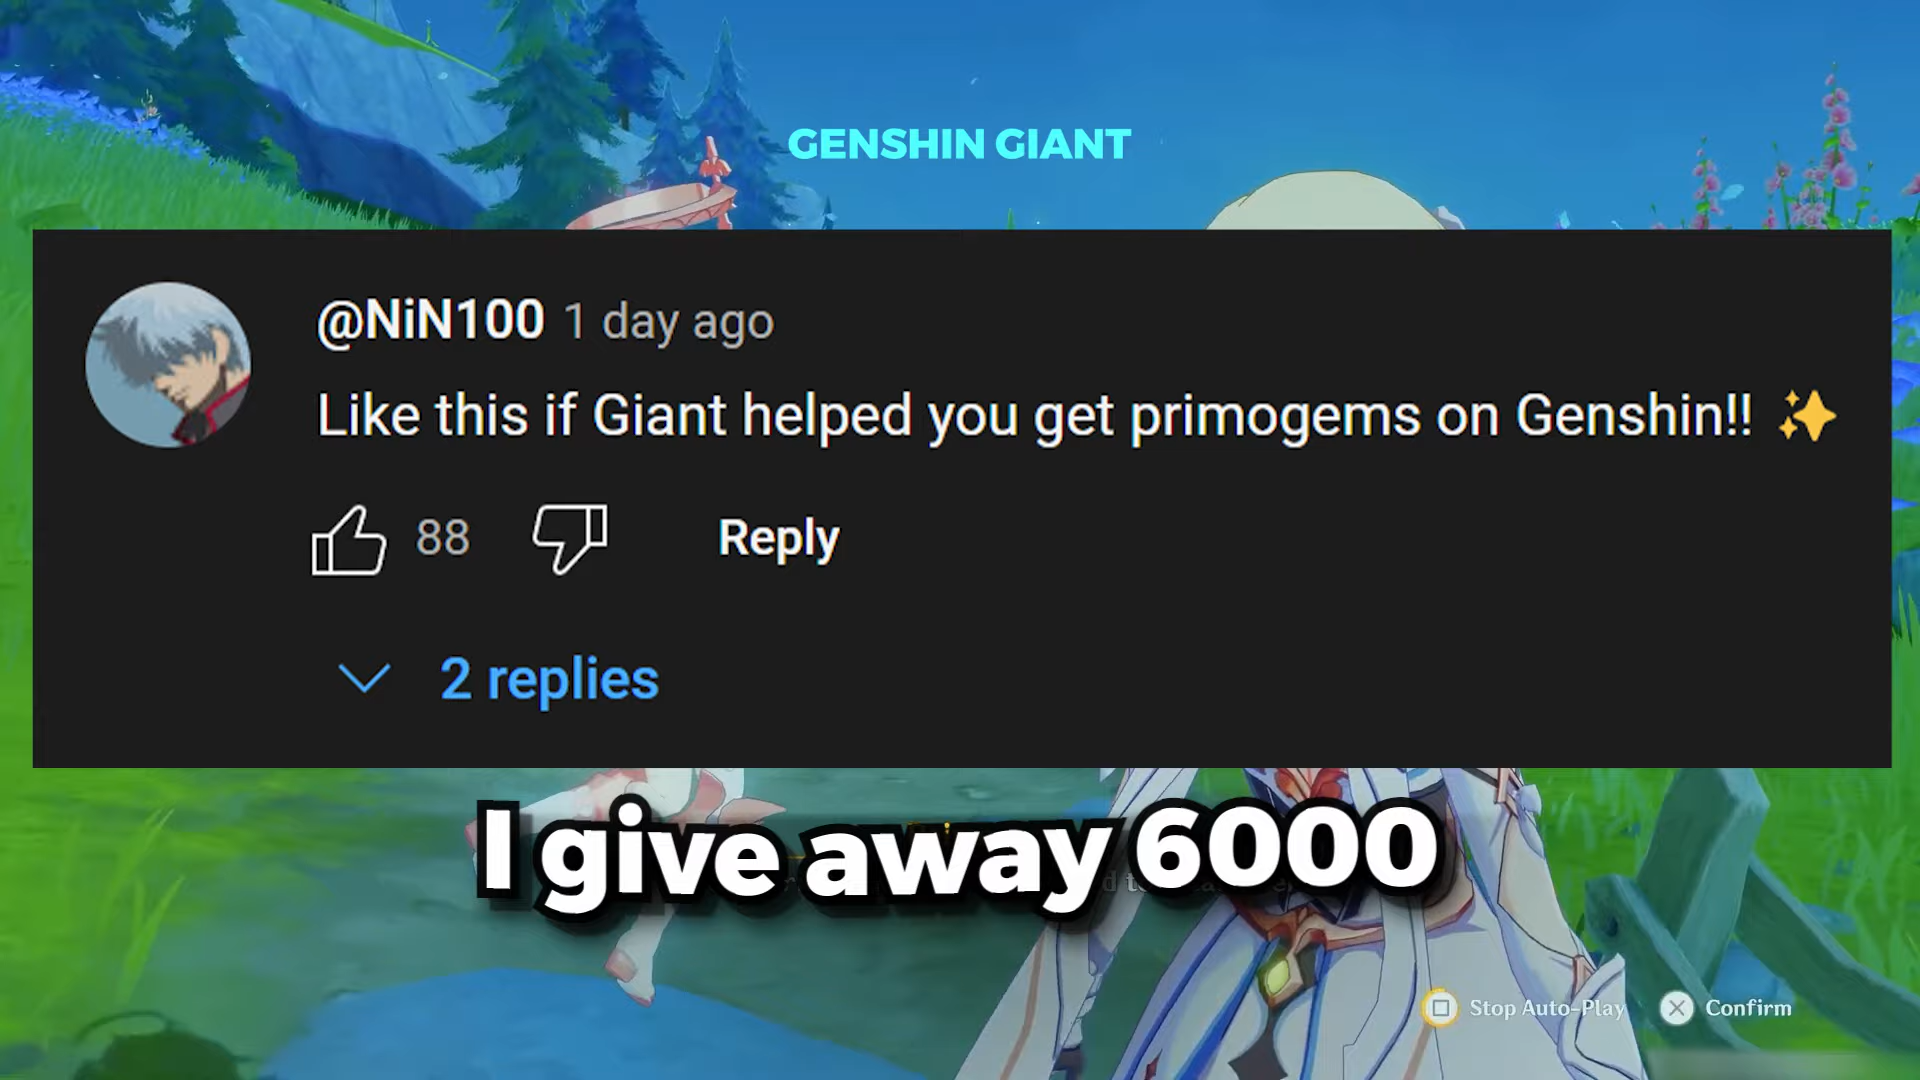 GENSHIN GIANT
@NiN100 1 day ago
Like this if Giant helped you get primogems on Genshin!! ✨
88 Reply
2 replies
I give away 6000
Stop Auto-Play Confirm